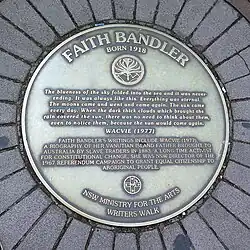 FAITH BANDLER
BORN 1918
The blueness of the sky folded into the sea and it was never
ending. It was always like this. Everything was eternal.
The moons came and went and came again. The sun came
every day. When the dark thick clouds which brought the
rain covered the sun, there was no need to think about them,
even to notice them, because the sun would come again.
WACVIE (1977)
FAITH BANDLER'S WRITINGS INCLUDE WACVIE 1977,
A BIOGRAPHY OF HER VANUTUAN ISLAND FATHER BROUGHT TO
AUSTRALIA BY SLAVE TRADERS IN 1883. A LONG TIME ACTIVIST
FOR CONSTITUTIONAL CHANGE, SHE WAS NSW DIRECTOR OF THE
1967 REFERENDUM CAMPAIGN TO GRANT EQUAL CITIZENSHIP TO
ABORIGINAL PEOPLE.
NSW MINISTRY FOR THE ARTS
WRITERS WALK